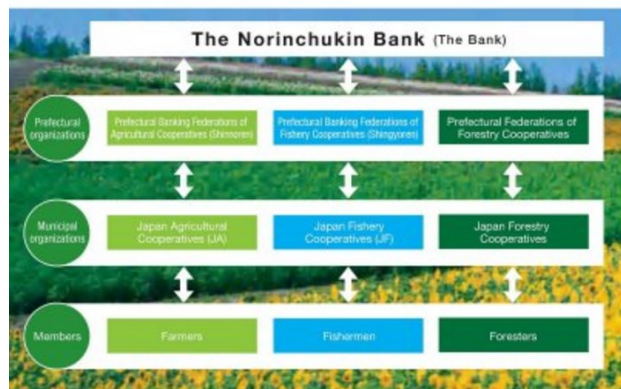 The Norinchukin Bank (The Bank)
Prefectural
organizations
Prefectural Banking Federations of
Agricultural Cooperatives (Shinnoren)
Prefectural Banking Federations of
Fishery Cooperatives (Shingyoren)
Prefectural Federations of
Forestry Cooperatives
Municipal
organizations
Japan Agricultural
Cooperatives (JA)
Japan Fishery
Cooperatives (JF)
Japan Forestry
Cooperatives
Members
Farmers
Fishermen
Foresters